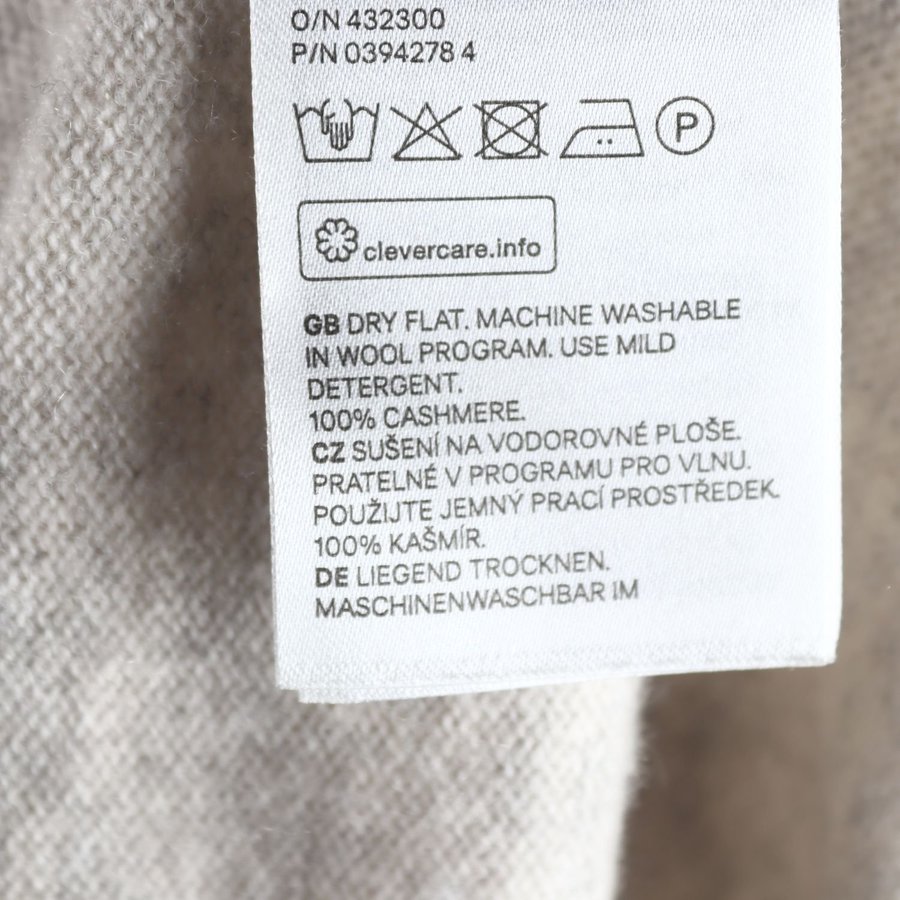 O/N 432300
P/N 0394278 4
P
clevercare.info
GB DRY FLAT. MACHINE WASHABLE
IN WOOL PROGRAM. USE MILD
DETERGENT.
100% CASHMERE.
CZ SUŠENÍ NA VODOROVNÉ PLOŠE.
PRATELNÉ V PROGRAMU PRO VLNU.
POUŽIJTE JEMNÝ PRACÍ PROSTŘEDEK.
100% KAŠMÍR.
DE LIEGEND TROCKNEN.
MASCHINENWASCHBAR IM